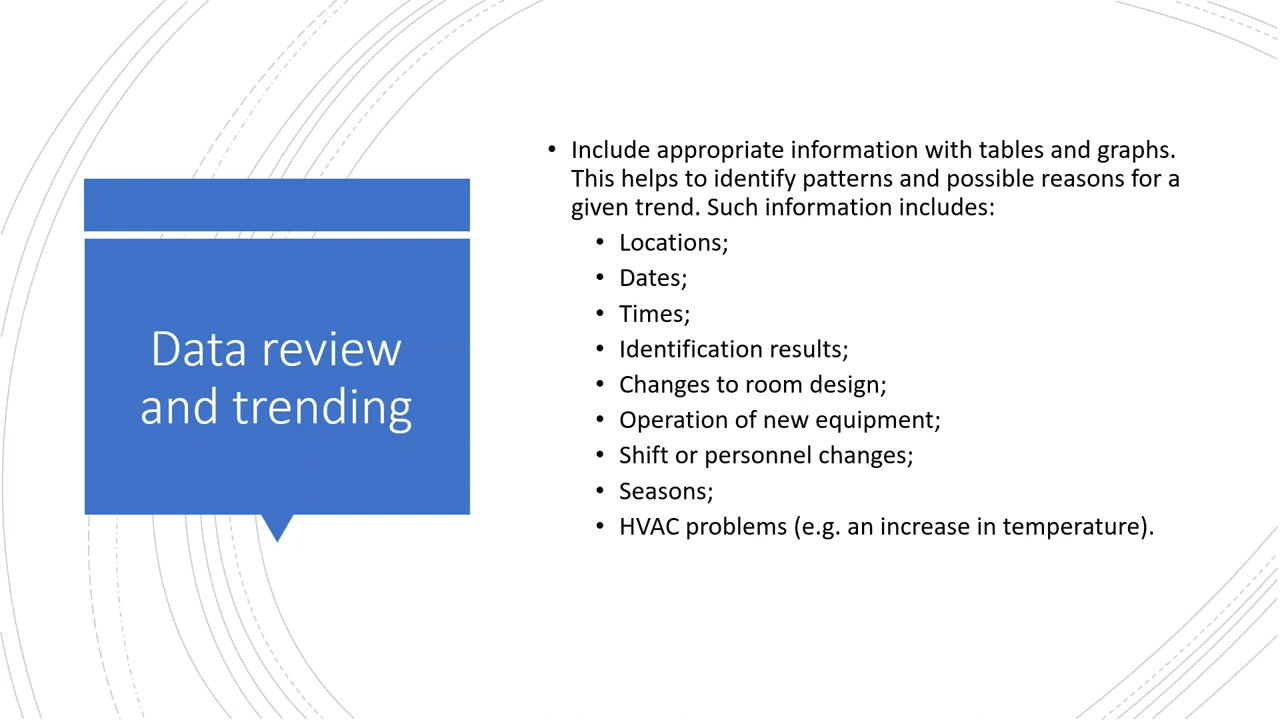 Data review
and trending
• Include appropriate information with tables and graphs.
This helps to identify patterns and possible reasons for a
given trend. Such information includes:
• Locations;
• Dates;
• Times;
• Identification results;
• Changes to room design;
• Operation of new equipment;
• Shift or personnel changes;
• Seasons;
• HVAC problems (e.g. an increase in temperature).